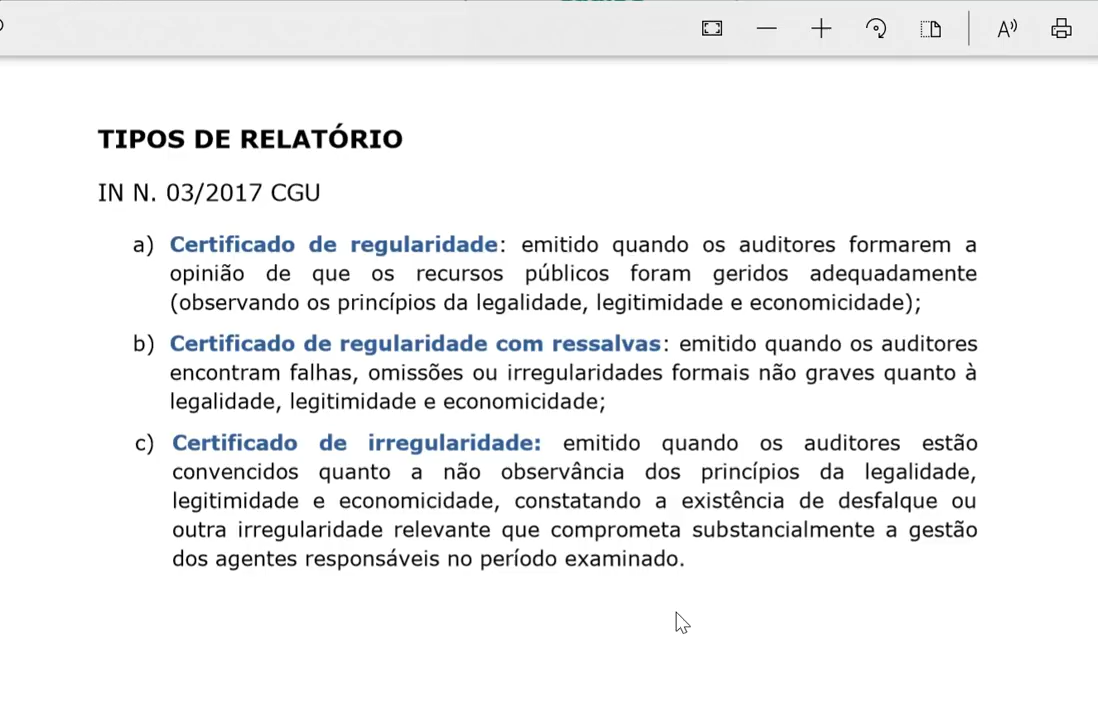 TIPOS DE RELATÓRIO
IN N. 03/2017 CGU
a) Certificado de regularidade: emitido quando os auditores formarem a
opinião de que os recursos públicos foram geridos adequadamente
(observando os princípios da legalidade, legitimidade e economicidade);
b) Certificado de regularidade com ressalvas: emitido quando os auditores
encontram falhas, omissões ou irregularidades formais não graves quanto à
legalidade, legitimidade e economicidade;
c) Certificado de irregularidade: emitido quando os auditores estão
convencidos quanto a não observância dos princípios da legalidade,
legitimidade e economicidade, constatando a existência de desfalque ou
outra irregularidade relevante que comprometa substancialmente a gestão
dos agentes responsáveis no período examinado.